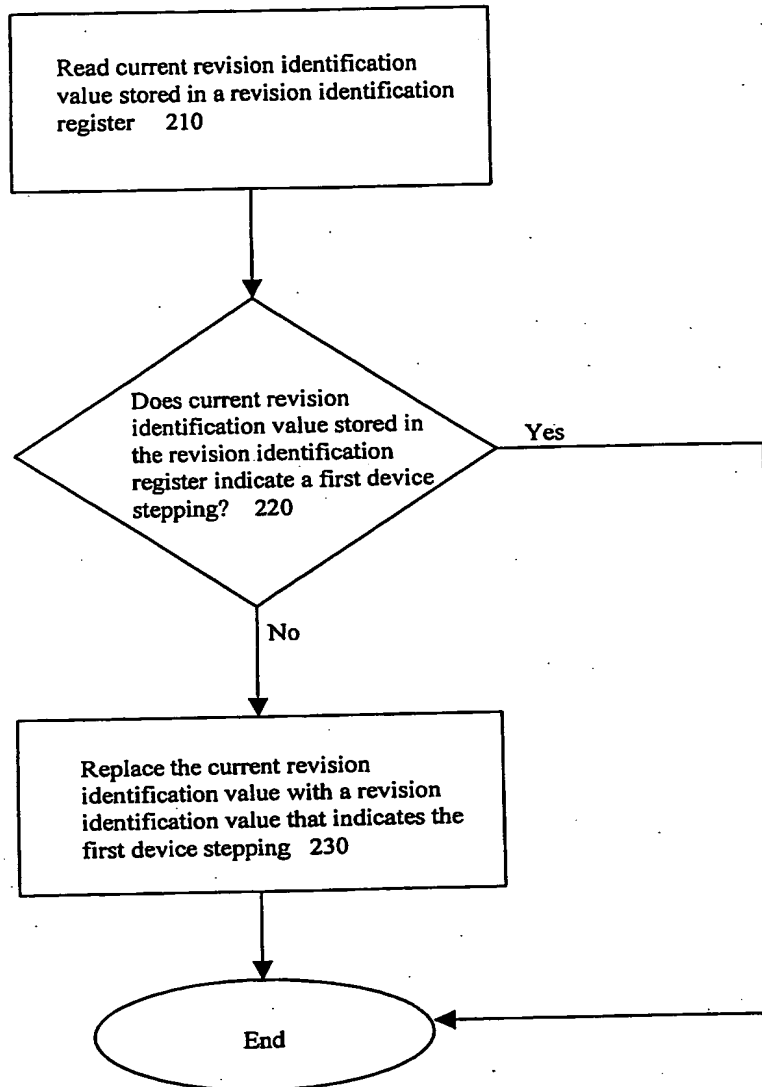 Read current revision identification
value stored in a revision identification
register 210
Does current revision
identification value stored in
the revision identification
register indicate a first device
stepping? 220
Yes
No
Replace the current revision
identification value with a revision
identification value that indicates the
first device stepping 230
End